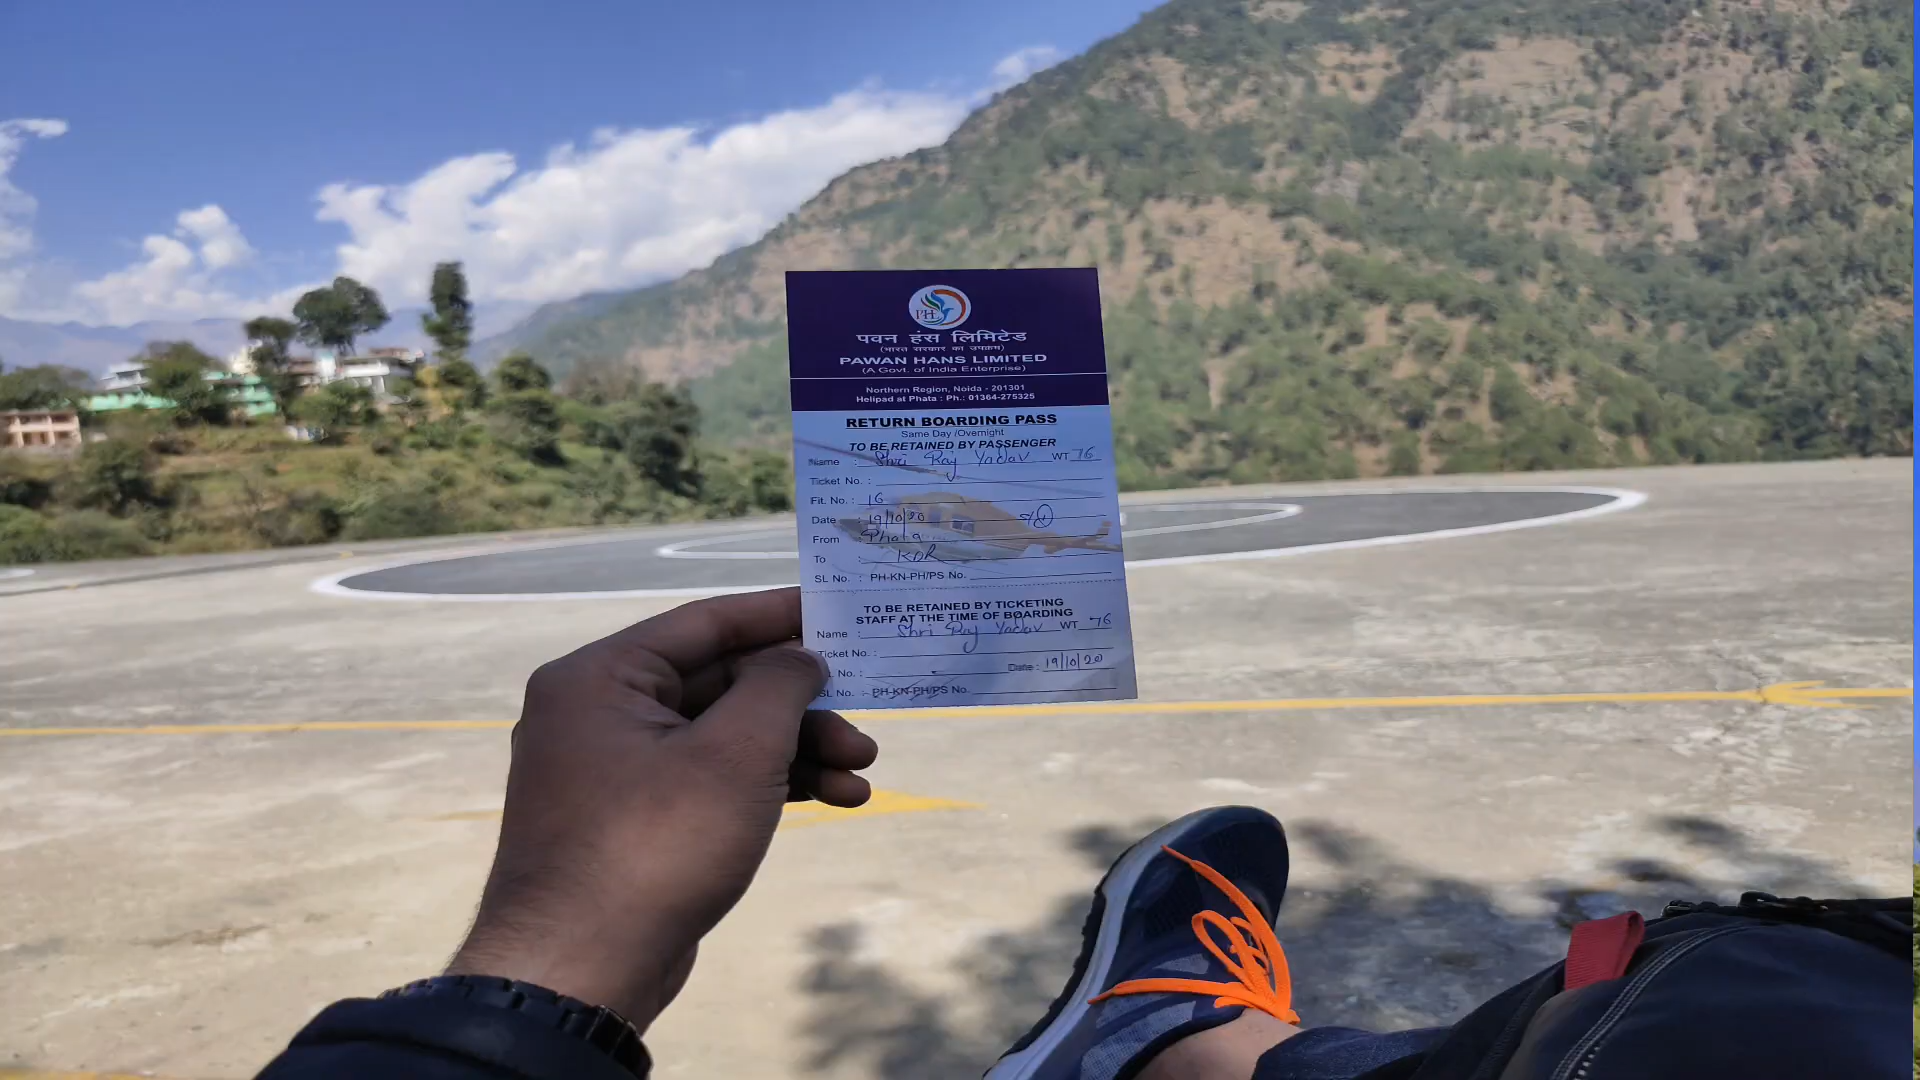 PH
पवन हंस लिमिटेड
(भारत सरकार का उपक्रम)
PAWAN HANS LIMITED
(A Govt. of India Enterprise)
Northern Region, Noida - 201301
Helipad at Phata : Ph.: 01364-275325
RETURN BOARDING PASS
Same Day /Overnight
TO BE RETAINED BY PASSENGER
Name : Shri Raj Yadav WT 76
Ticket No. :
Flt. No. : 16
Date : 19/10/20
From : Phata
To : KDR
SL No. : PH-KN-PH/PS No.
TO BE RETAINED BY TICKETING
STAFF AT THE TIME OF BOARDING
Name : Shri Raj Yadav WT 76
Ticket No. :
No. : Date : 19/10/20
SL No. :- PH-KN-PH/PS No.